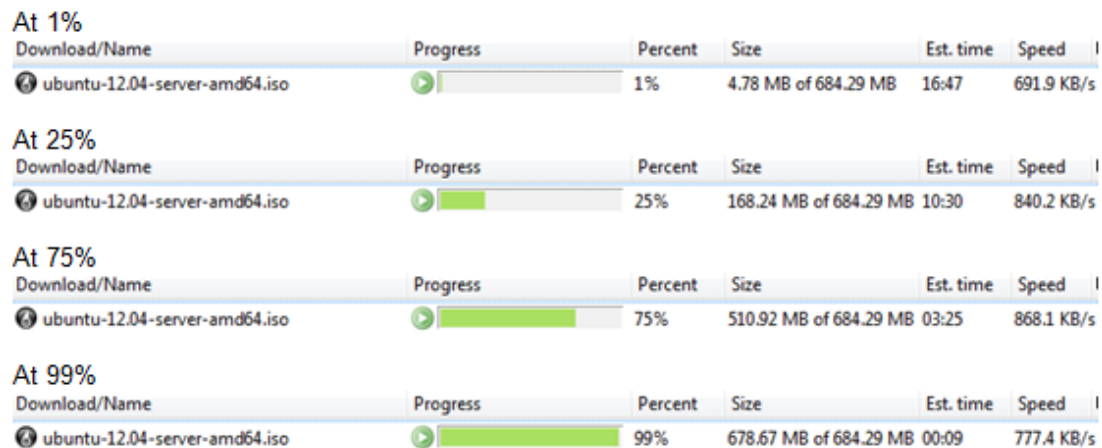 At 1%
Download/Name Progress Percent Size Est. time Speed
ubuntu-12.04-server-amd64.iso 1% 4.78 MB of 684.29 MB 16:47 691.9 KB/s
At 25%
Download/Name Progress Percent Size Est. time Speed
ubuntu-12.04-server-amd64.iso 25% 168.24 MB of 684.29 MB 10:30 840.2 KB/s
At 75%
Download/Name Progress Percent Size Est. time Speed
ubuntu-12.04-server-amd64.iso 75% 510.92 MB of 684.29 MB 03:25 868.1 KB/s
At 99%
Download/Name Progress Percent Size Est. time Speed
ubuntu-12.04-server-amd64.iso 99% 678.67 MB of 684.29 MB 00:09 777.4 KB/s